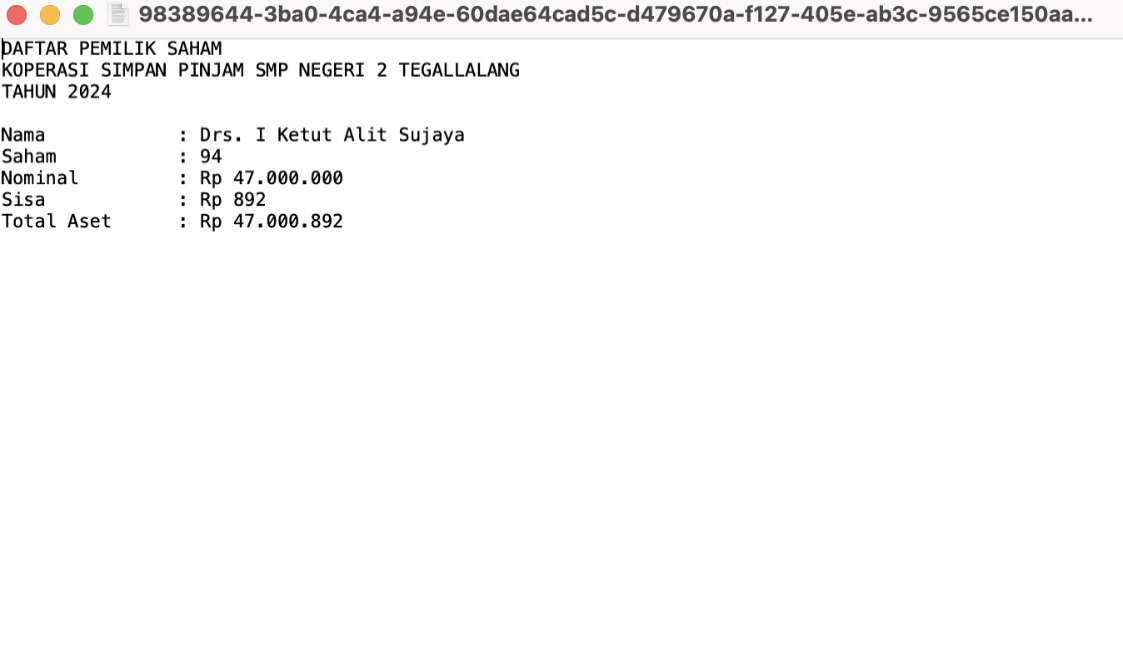 98389644-3ba0-4ca4-a94e-60dae64cad5c-d479670a-f127-405e-ab3c-9565ce150aa...
DAFTAR PEMILIK SAHAM
KOPERASI SIMPAN PINJAM SMP NEGERI 2 TEGALLALANG
TAHUN 2024
Nama : Drs. I Ketut Alit Sujaya
Saham : 94
Nominal : Rp 47.000.000
Sisa : Rp 892
Total Aset : Rp 47.000.892